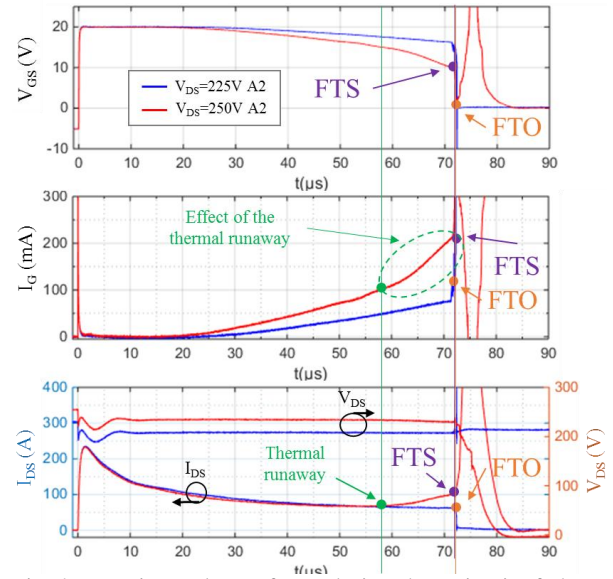 V_GS (V)
30
20
10
0
-10
V_DS=225V A2
V_DS=250V A2
FTS
FTO
0 10 20 30 40 50 60 70 80 90
t(μs)
I_G (mA)
300
200
100
0
Effect of the
thermal runaway
FTS
FTO
0 10 20 30 40 50 60 70 80 90
t(μs)
I_DS (A)
400
300
200
100
0
V_DS
I_DS
Thermal
runaway
FTS
FTO
300
200
100
0
V_DS (V)
0 10 20 30 40 50 60 70 80 90
t(μs)